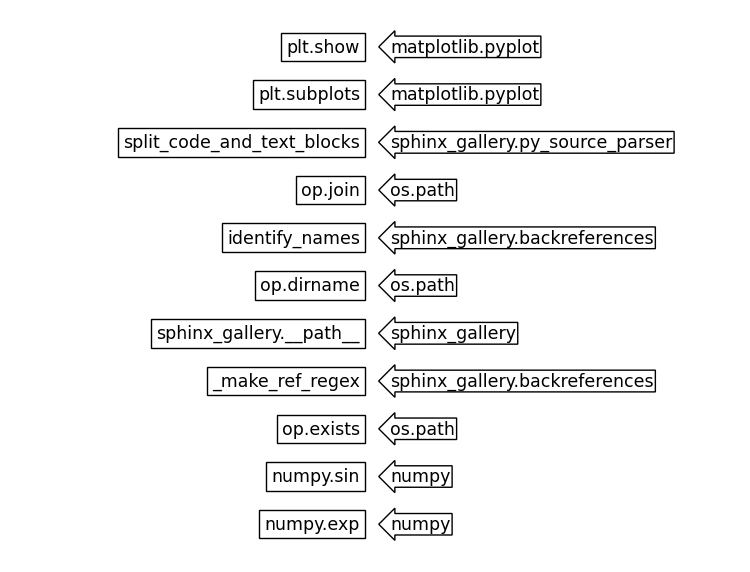 plt.show matplotlib.pyplot
plt.subplots matplotlib.pyplot
split_code_and_text_blocks sphinx_gallery.py_source_parser
op.join os.path
identify_names sphinx_gallery.backreferences
op.dirname os.path
sphinx_gallery.__path__ sphinx_gallery
_make_ref_regex sphinx_gallery.backreferences
op.exists os.path
numpy.sin numpy
numpy.exp numpy